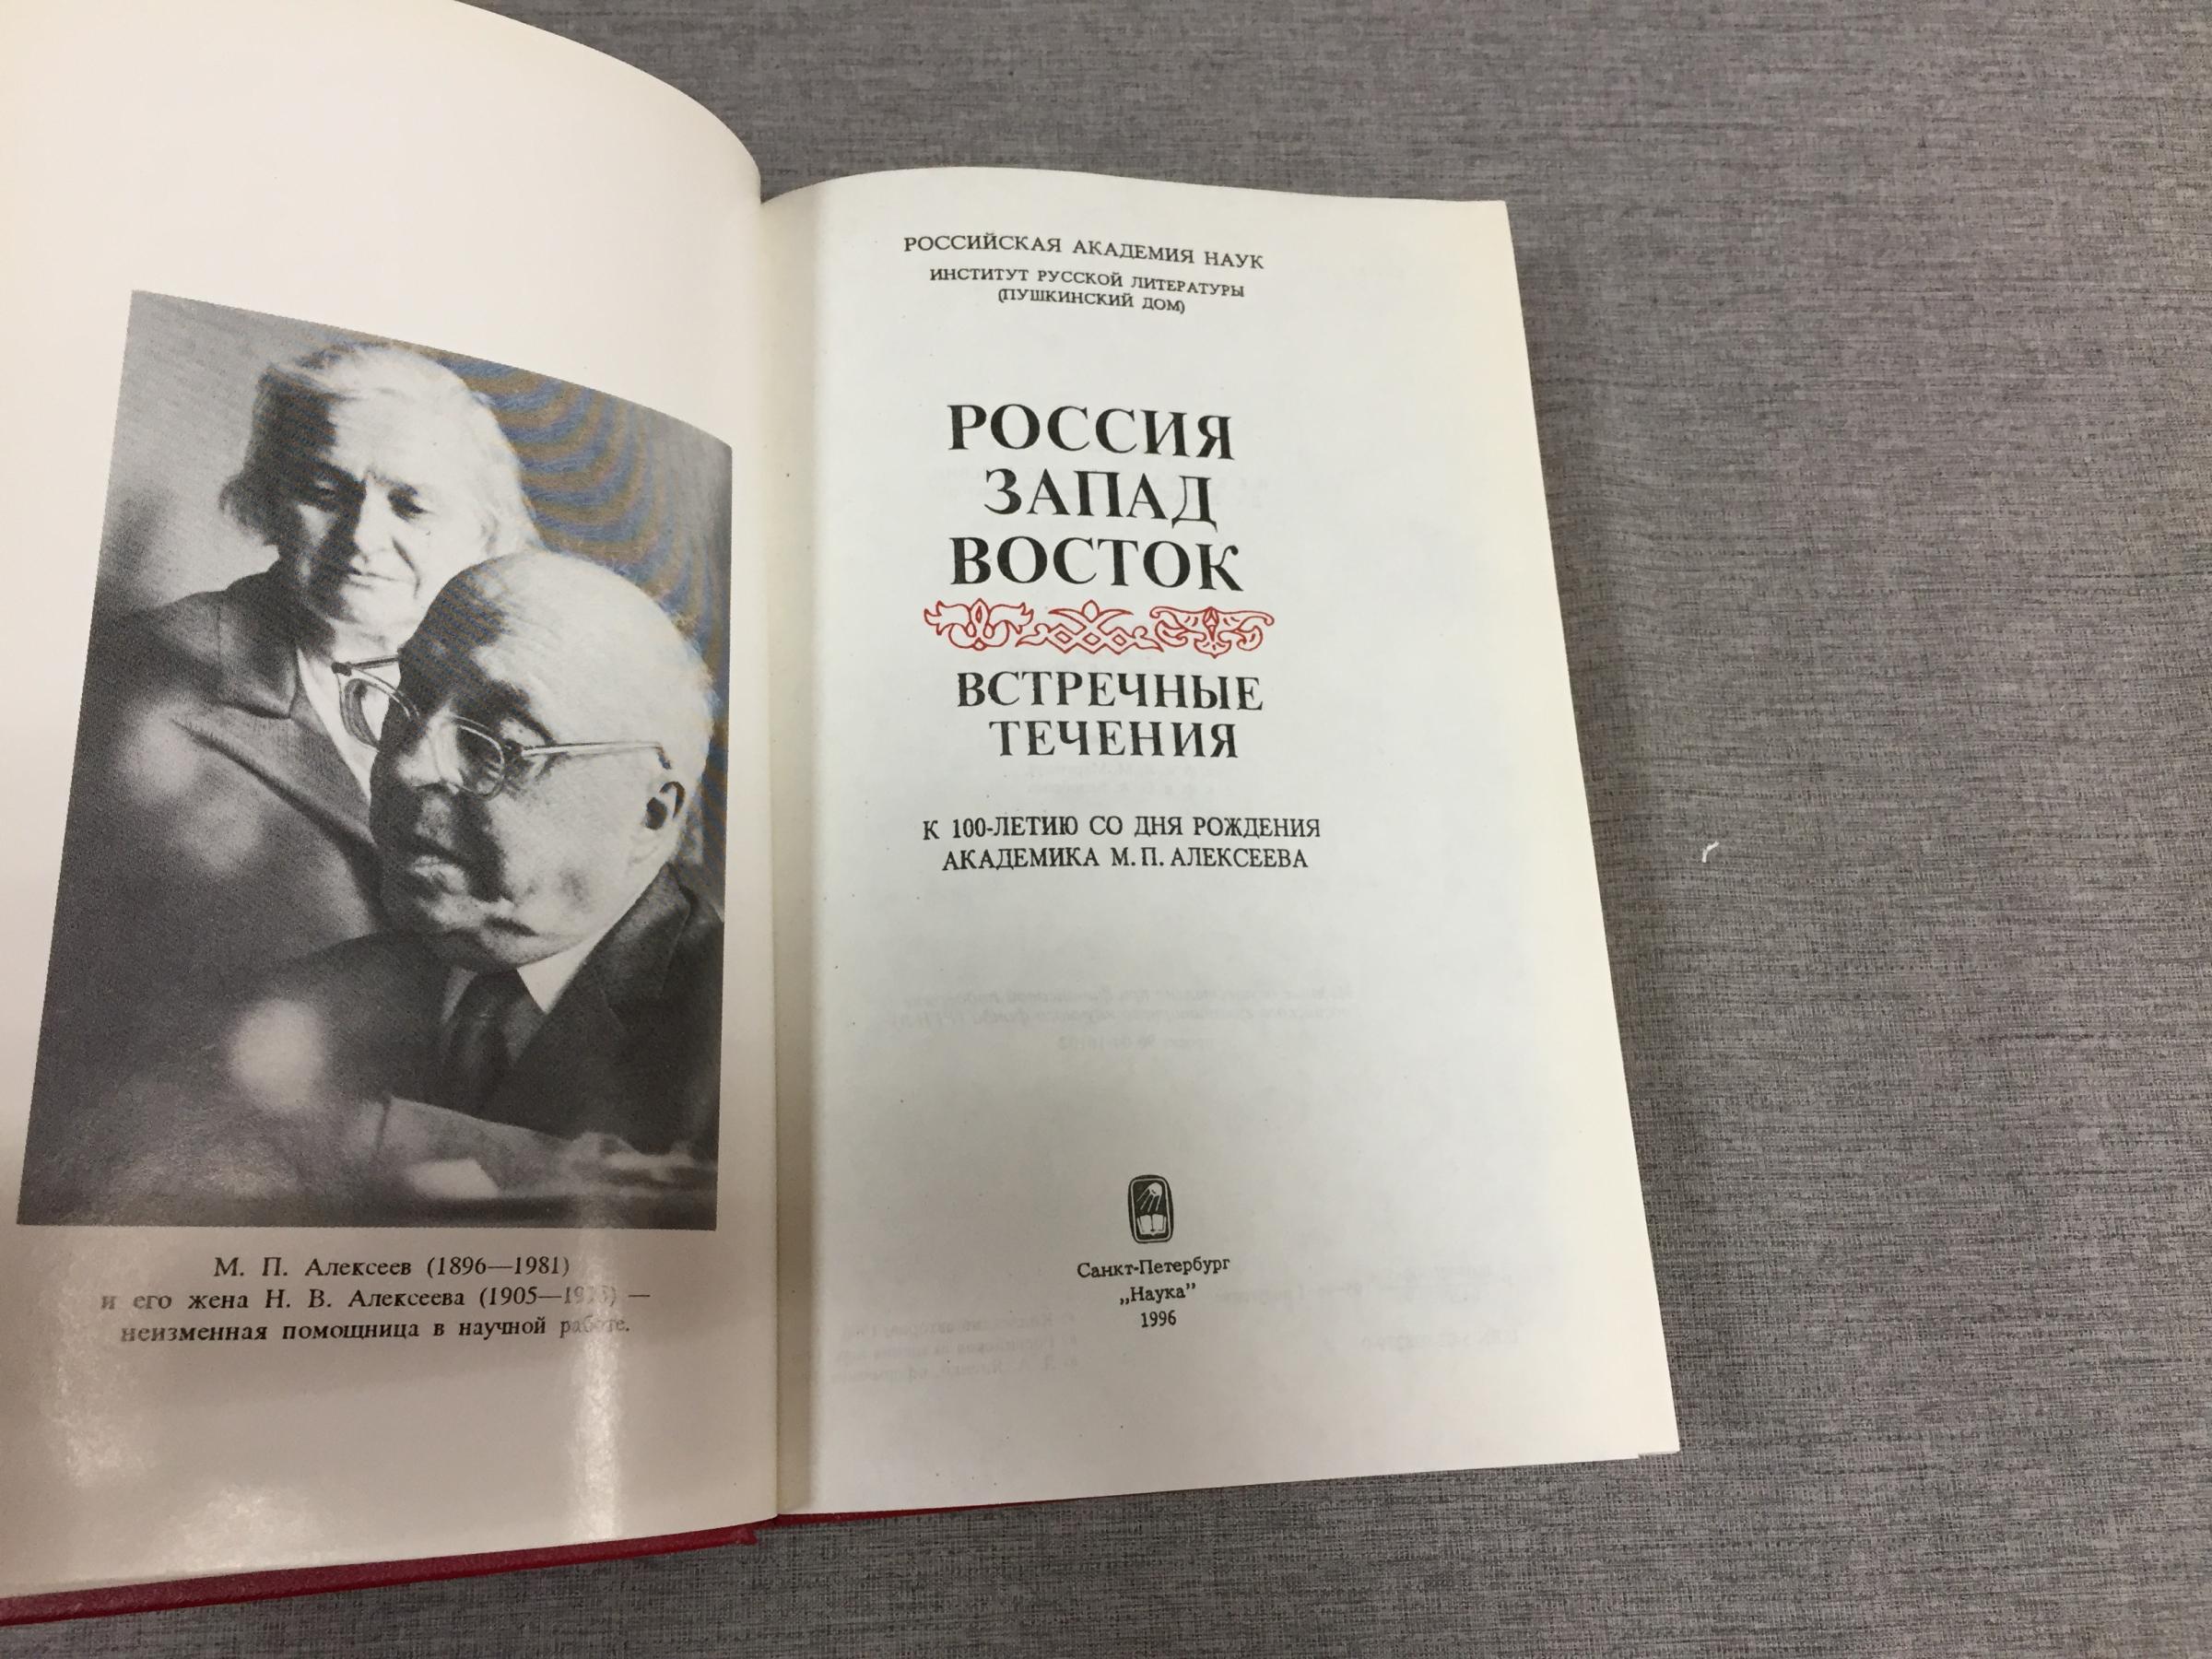 М. П. Алексеев (1896—1981)
и его жена Н. В. Алексеева (1905—
неизменная помощница в научной работе.
РОССИЙСКАЯ АКАДЕМИЯ НАУК
ИНСТИТУТ РУССКОЙ ЛИТЕРАТУРЫ
(ПУШКИНСКИЙ ДОМ)
РОССИЯ
ЗАПАД
ВОСТОК
ВСТРЕЧНЫЕ
ТЕЧЕНИЯ
К 100-ЛЕТИЮ СО ДНЯ РОЖДЕНИЯ
АКАДЕМИКА М. П. АЛЕКСЕЕВА
Санкт-Петербург
„Наука”
1996